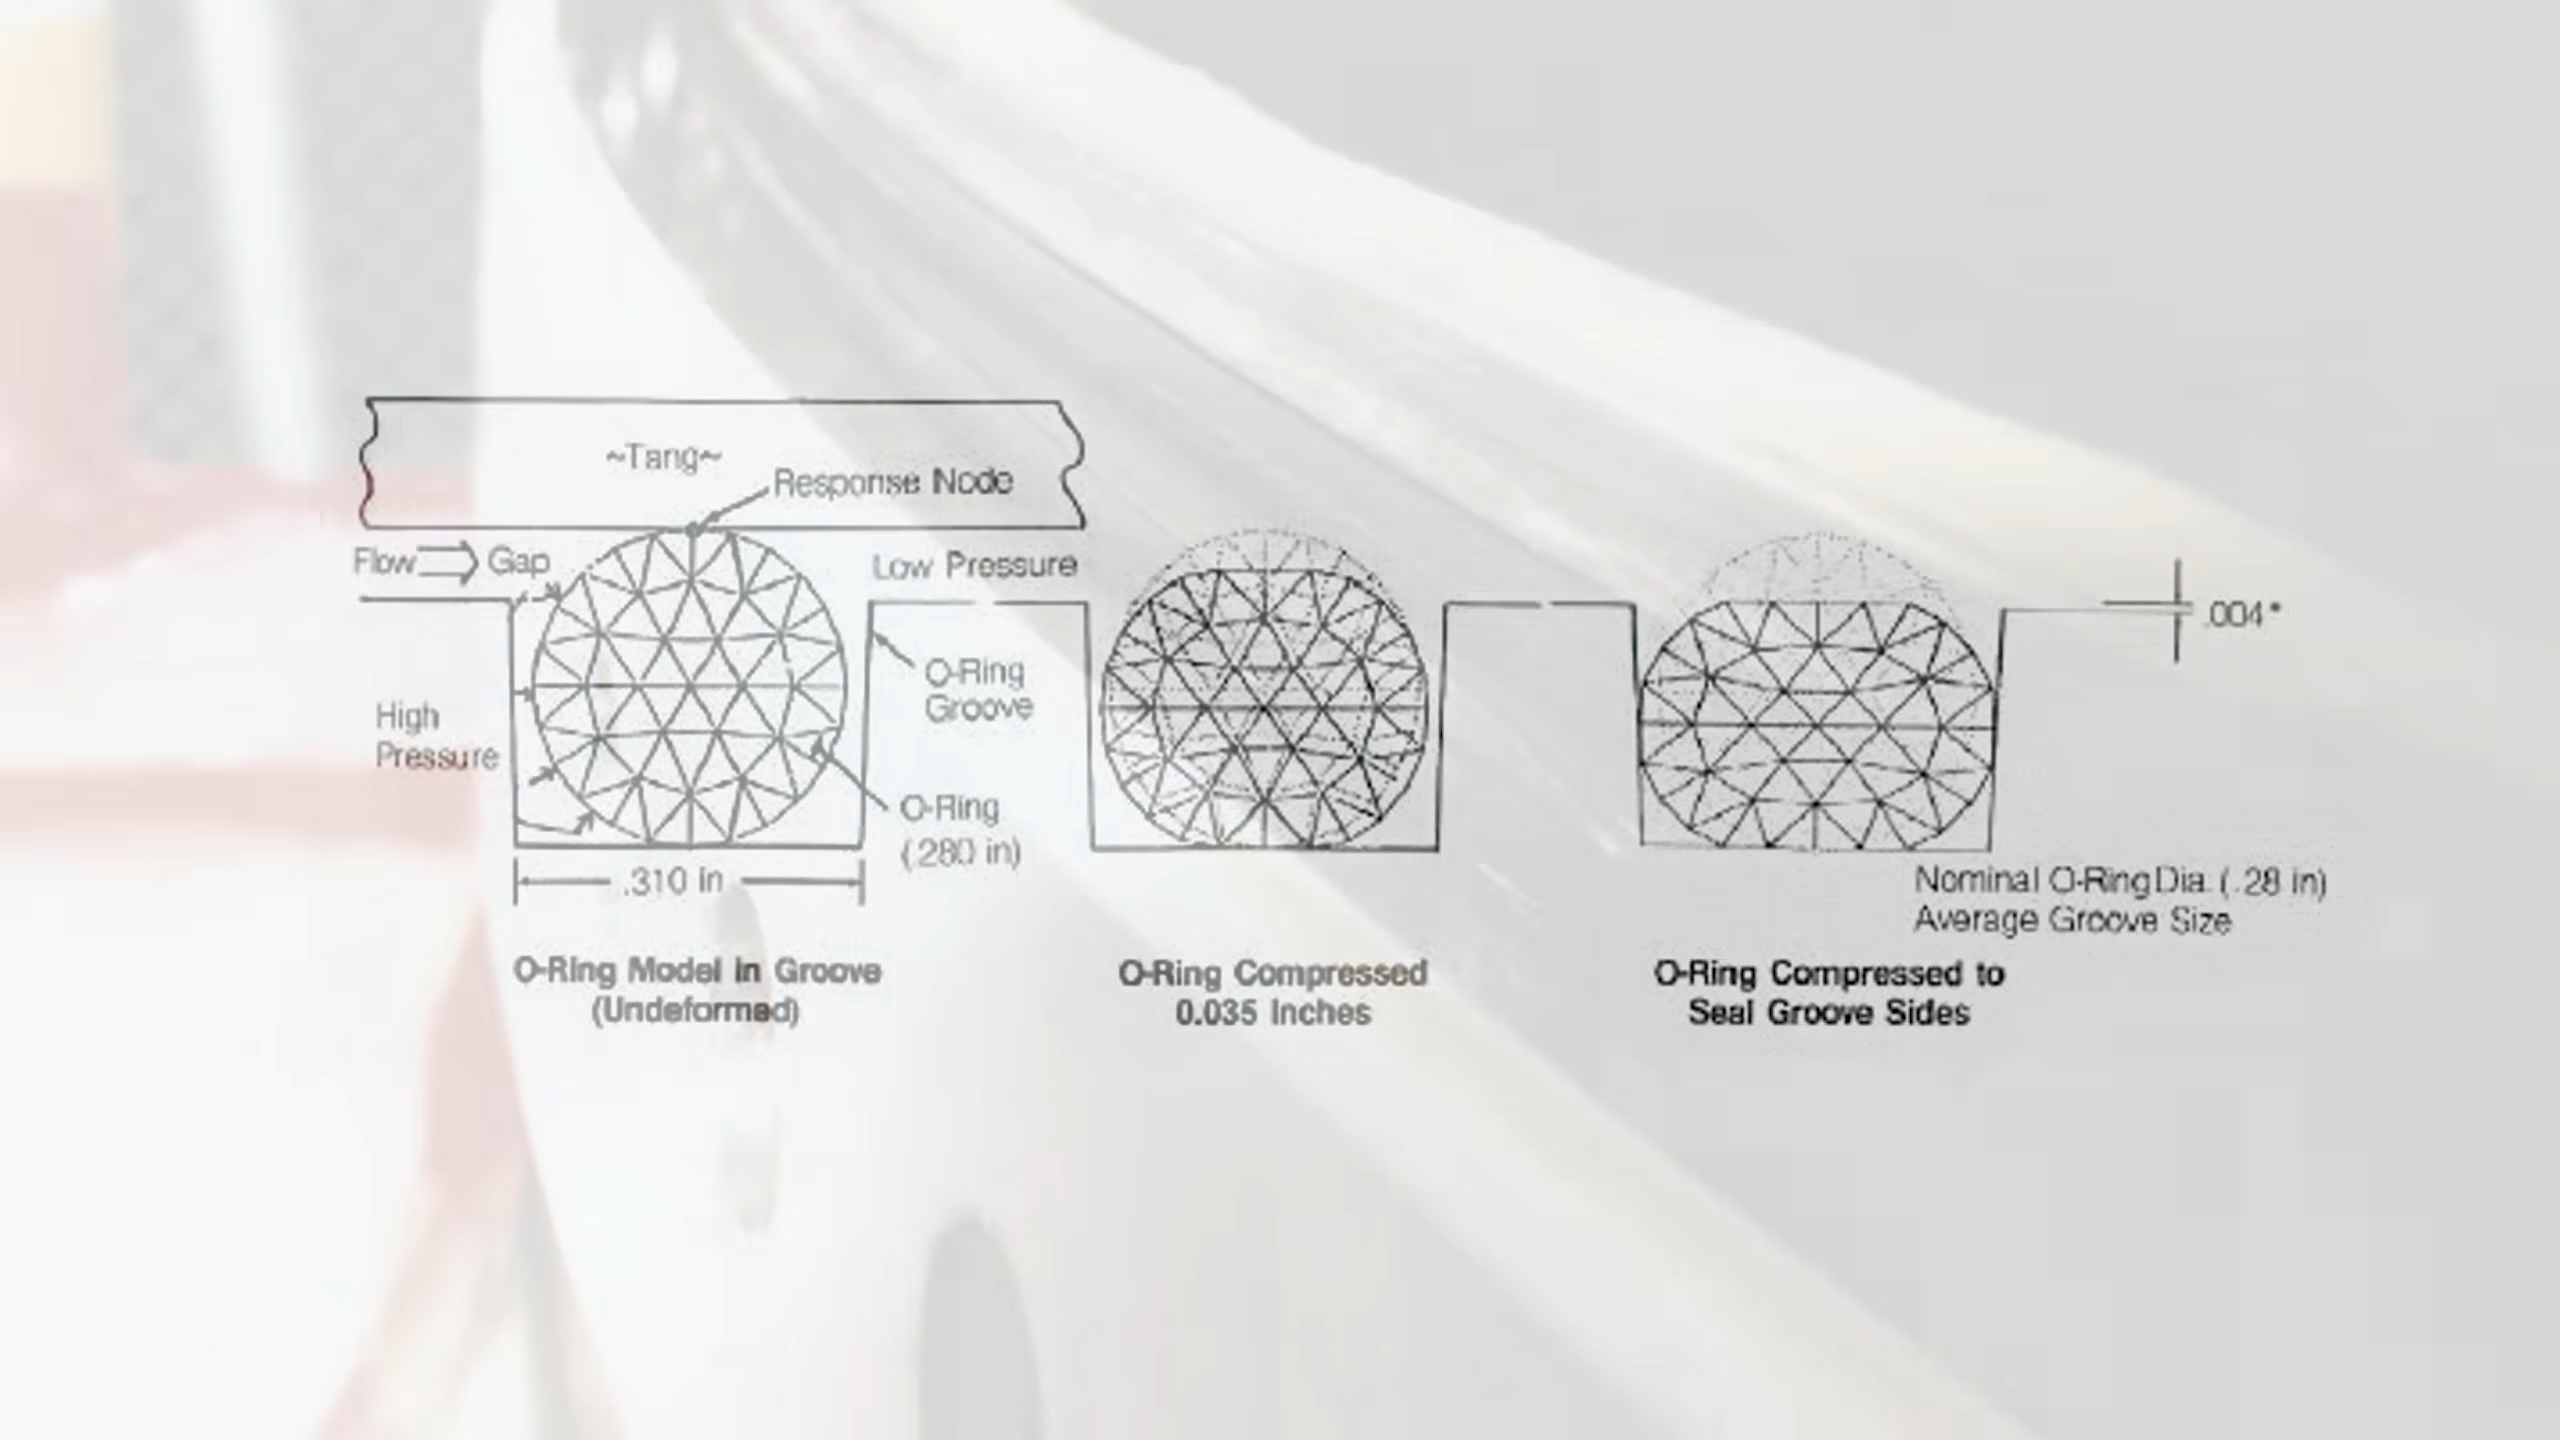 ~Tang~
Response Node
Flow
Gap
Low Pressure
High
Pressure
O-Ring
Groove
O-Ring
(.280 in)
.310 in
O-Ring Model in Groove
(Undeformed)
O-Ring Compressed
0.035 Inches
.004"
Nominal O-Ring Dia. (.28 in)
Average Groove Size
O-Ring Compressed to
Seal Groove Sides